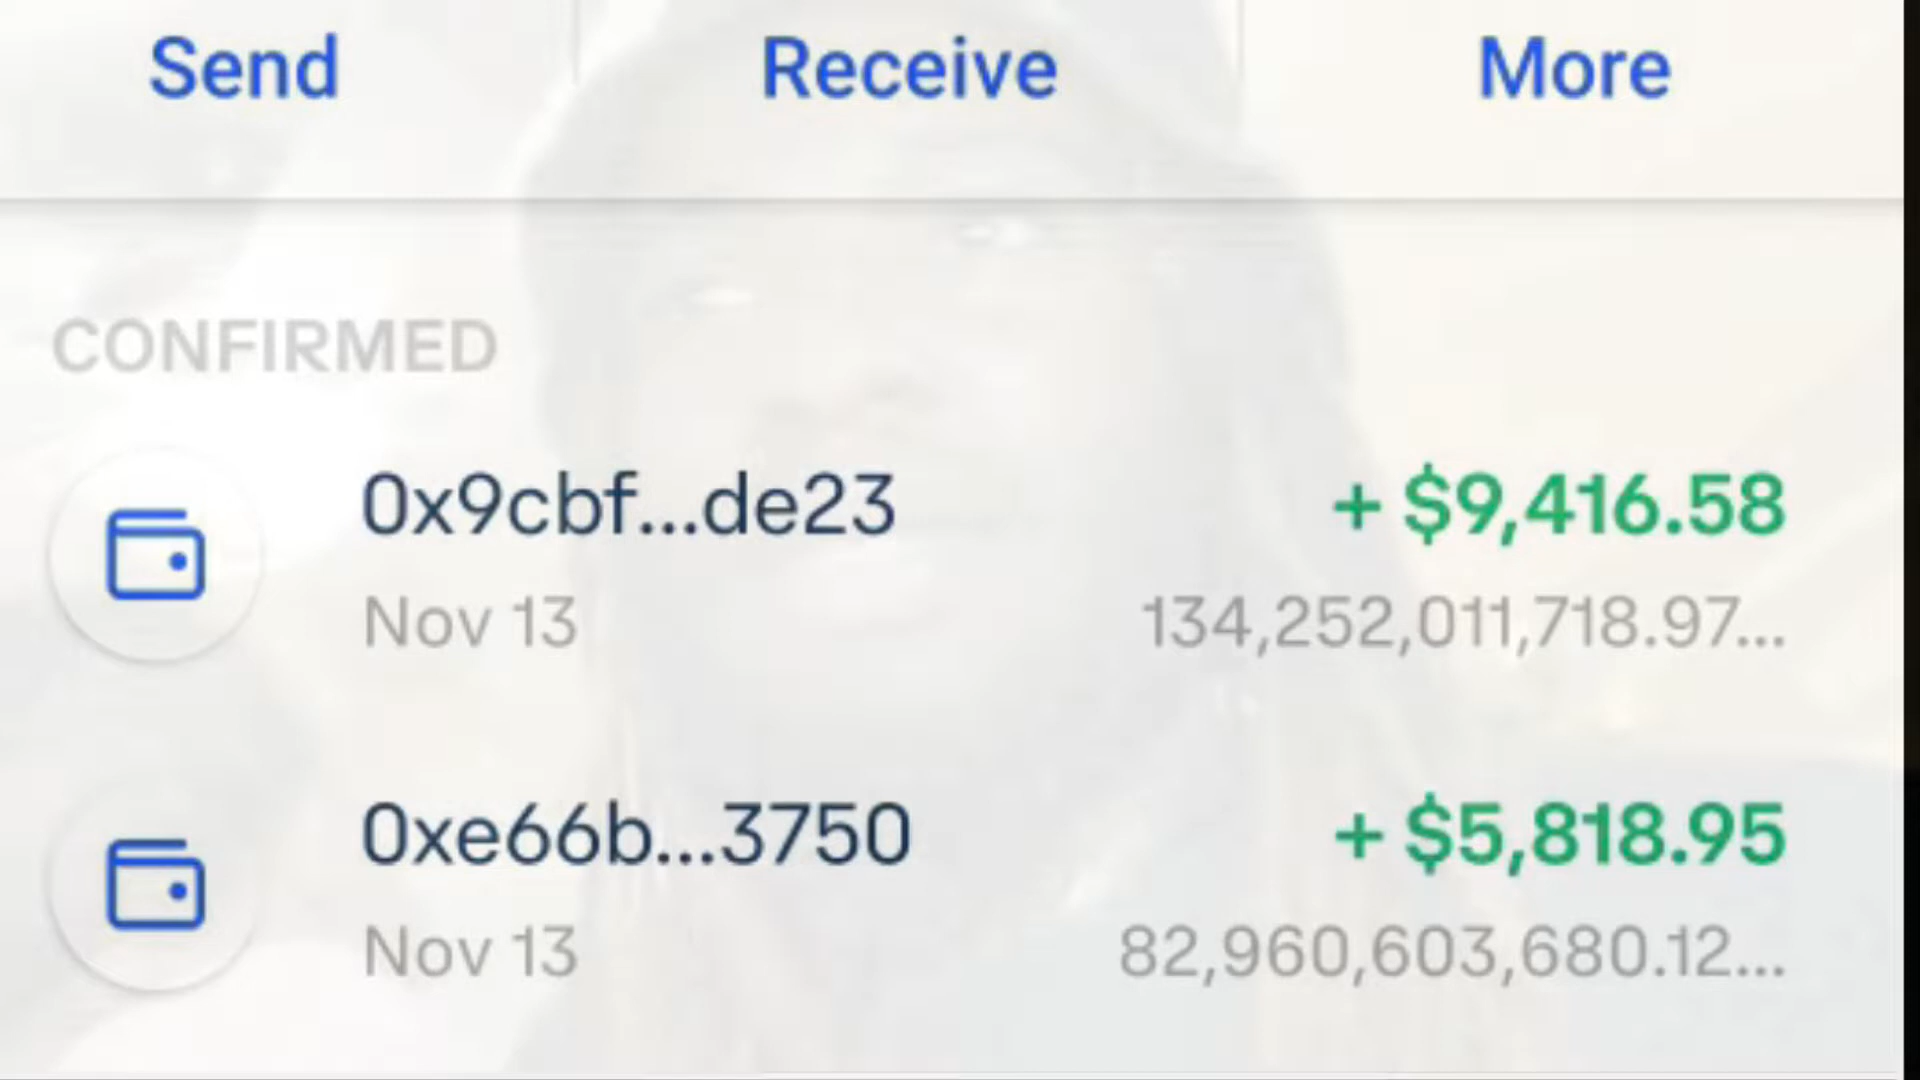 Send Receive More
CONFIRMED
0x9cbf...de23 + $9,416.58
Nov 13 134,252,011,718.97...
0xe66b...3750 + $5,818.95
Nov 13 82,960,603,680.12...